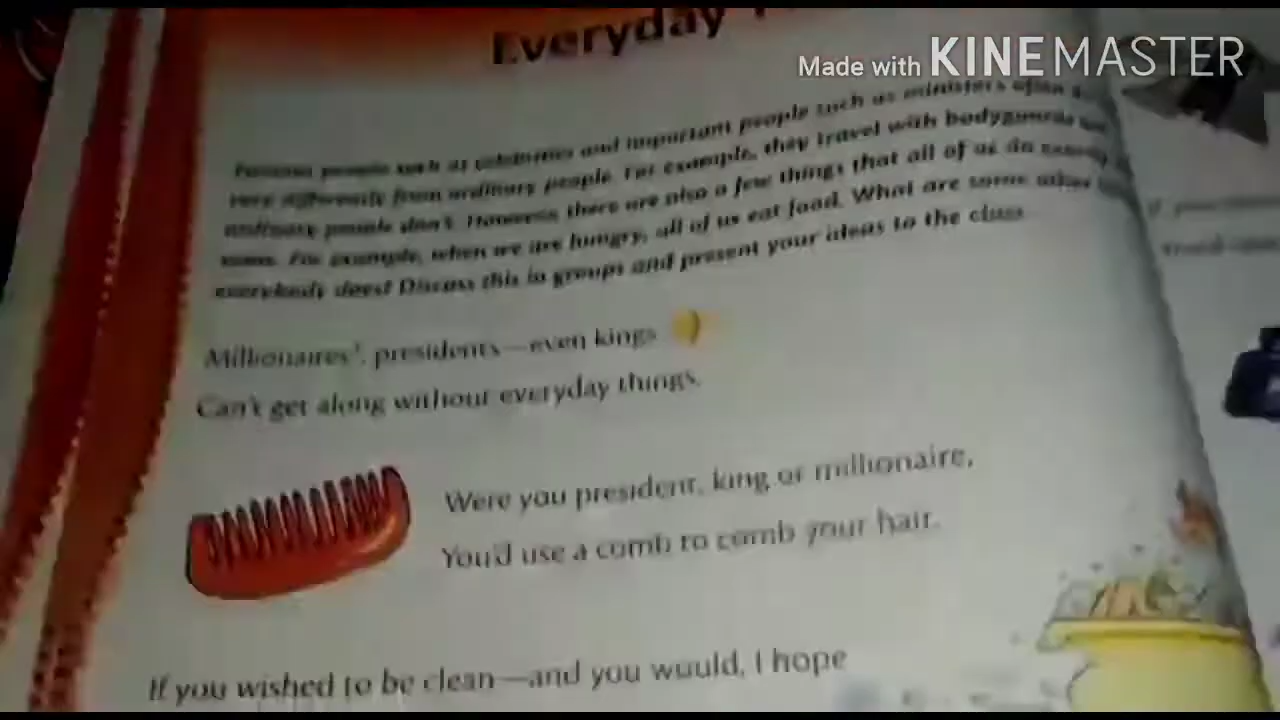 Everyday
Made with KINEMASTER
Famous people such as celebrities and important people such as ministers often
very differently from ordinary people. For example, they travel with bodyguards
ordinary people don't. However there are also a few things that all of us do
same. For example, when we are hungry, all of us eat food. What are some other
everybody does? Discuss this in groups and present your ideas to the class
Millionaires¹, presidents—even kings
Can't get along without everyday things.
Were you president, king or millionaire,
You'd use a comb to comb your hair.
If you wished to be clean—and you would, I hope